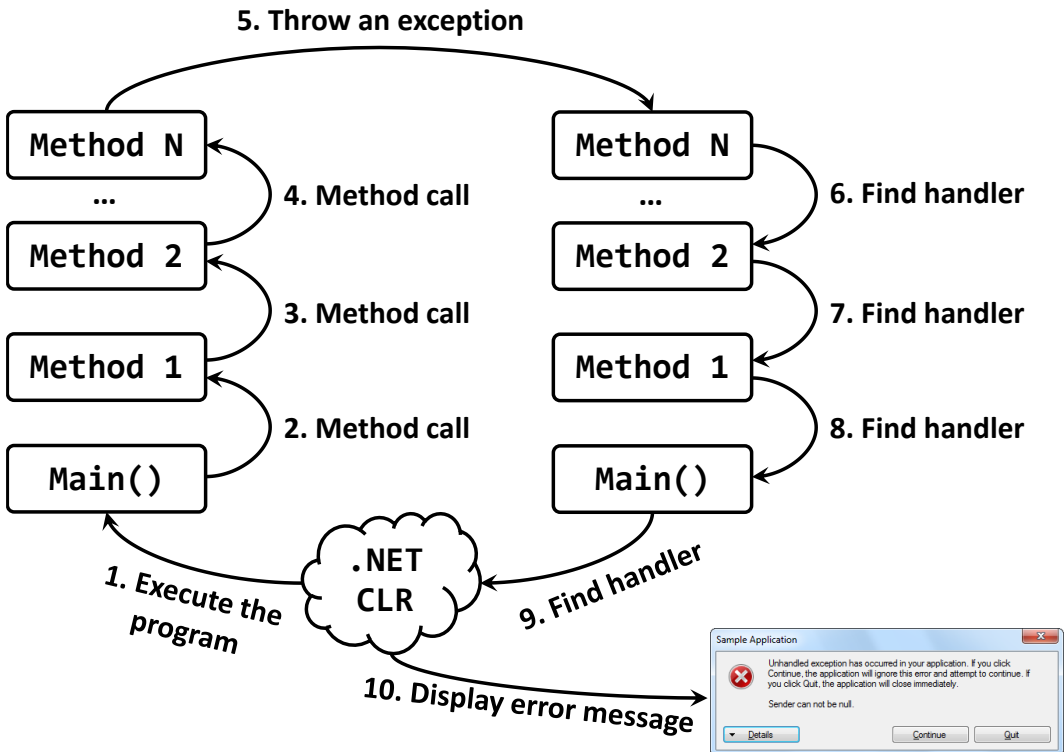 5. Throw an exception
Method N
...
Method 2
Method 1
Main()
4. Method call
3. Method call
2. Method call
Method N
...
Method 2
Method 1
Main()
6. Find handler
7. Find handler
8. Find handler
.NET
CLR
1. Execute the
program
9. Find handler
10. Display error message
Sample Application
Unhandled exception has occurred in your application. If you click
Continue, the application will ignore this error and attempt to continue. If
you click Quit, the application will close immediately.
Sender can not be null.
Details
Continue
Quit